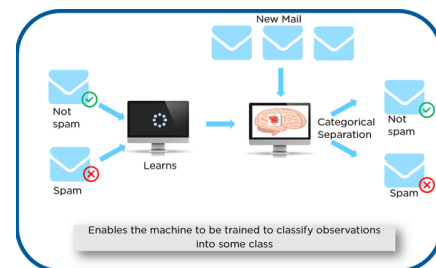 New Mail
Not
spam
Spam
Learns
Categorical
Separation
Not
spam
Spam
Enables the machine to be trained to classify observations
into some class